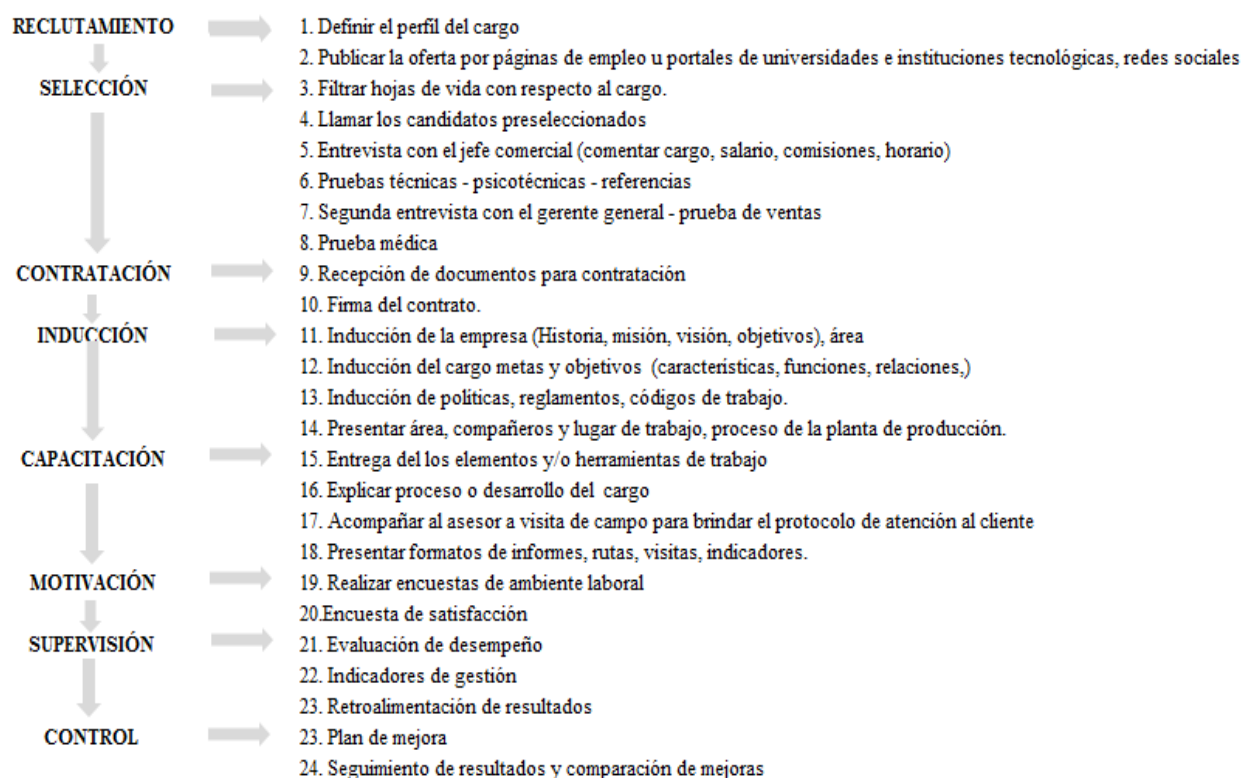 RECLUTAMIENTO
1. Definir el perfil del cargo
2. Publicar la oferta por páginas de empleo u portales de universidades e instituciones tecnológicas, redes sociales
SELECCIÓN
3. Filtrar hojas de vida con respecto al cargo.
4. Llamar los candidatos preseleccionados
5. Entrevista con el jefe comercial (comentar cargo, salario, comisiones, horario)
6. Pruebas técnicas - psicotécnicas - referencias
7. Segunda entrevista con el gerente general - prueba de ventas
8. Prueba médica
CONTRATACIÓN
9. Recepción de documentos para contratación
10. Firma del contrato.
INDUCCIÓN
11. Inducción de la empresa (Historia, misión, visión, objetivos), área
12. Inducción del cargo metas y objetivos (características, funciones, relaciones,)
13. Inducción de políticas, reglamentos, códigos de trabajo.
14. Presentar área, compañeros y lugar de trabajo, proceso de la planta de producción.
CAPACITACIÓN
15. Entrega del los elementos y/o herramientas de trabajo
16. Explicar proceso o desarrollo del cargo
17. Acompañar al asesor a visita de campo para brindar el protocolo de atención al cliente
18. Presentar formatos de informes, rutas, visitas, indicadores.
MOTIVACIÓN
19. Realizar encuestas de ambiente laboral
20.Encuesta de satisfacción
SUPERVISIÓN
21. Evaluación de desempeño
22. Indicadores de gestión
23. Retroalimentación de resultados
CONTROL
23. Plan de mejora
24. Seguimiento de resultados y comparación de mejoras